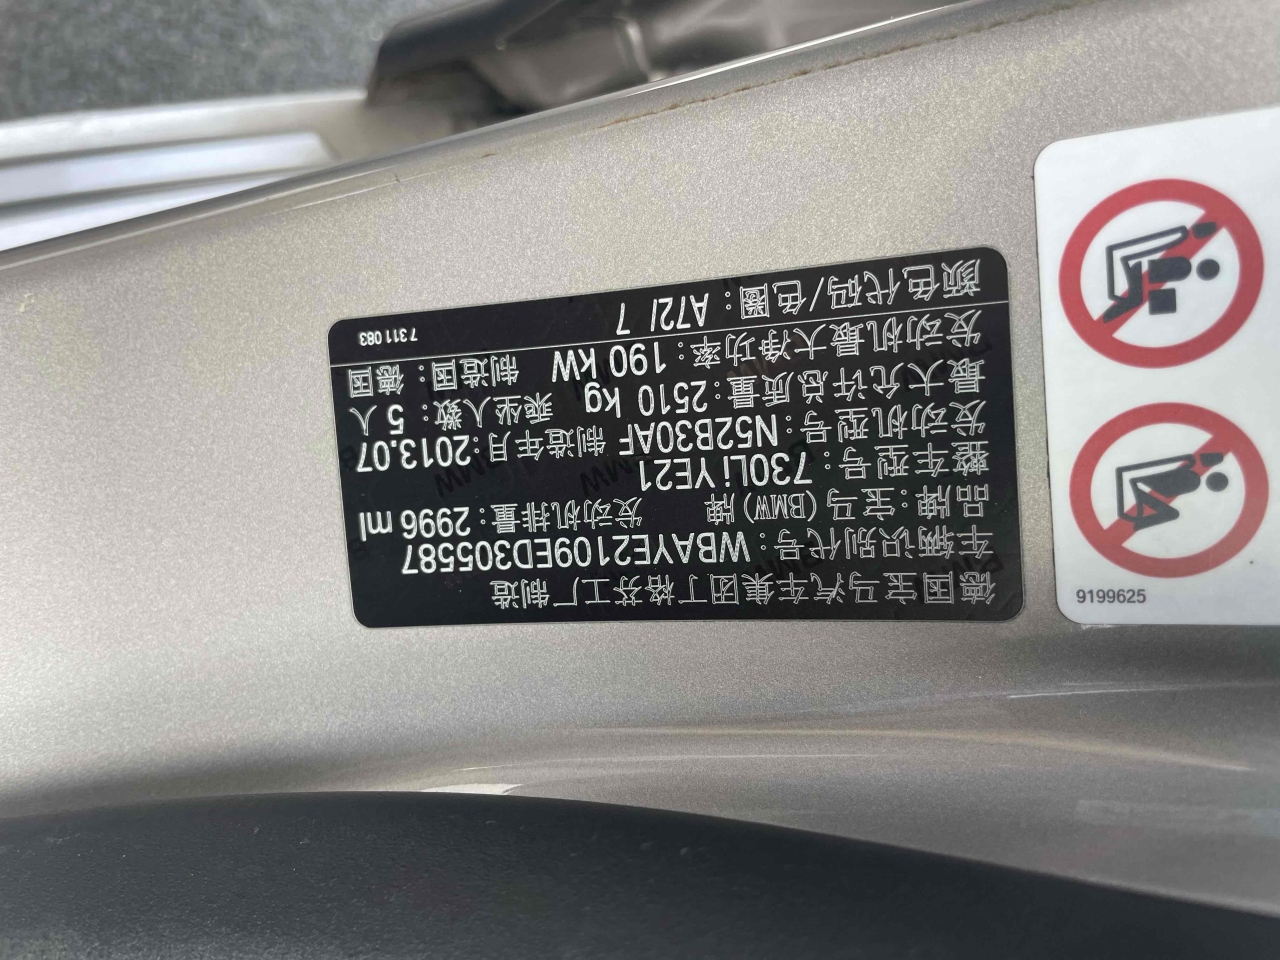 德国宝马汽车集团丁格芬工厂制造
车辆识别代号：WBAYE2109ED305587
品牌：宝马(BMW)牌 发动机排量：2996 ml
整车型号：730Li YE21
发动机型号：N52B30AF 制造年月：2013.07
最大允许总质量：2510 kg 乘坐人数：5人
发动机最大净功率：190 kW 制造国：德国
颜色代码/色圈：A72/ 7
7 311 083
9199625